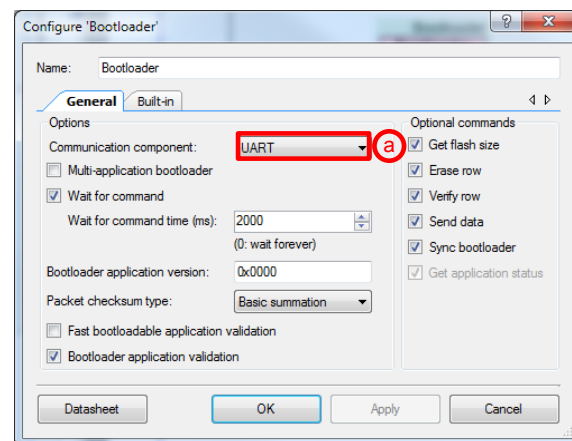 Configure 'Bootloader'
?
X
Name: Bootloader
General Built-in
Options
Communication component: UART
a
Multi-application bootloader
Wait for command
Wait for command time (ms): 2000
(0: wait forever)
Bootloader application version: 0x0000
Packet checksum type: Basic summation
Fast bootloadable application validation
Bootloader application validation
Optional commands
Get flash size
Erase row
Verify row
Send data
Sync bootloader
Get application status
Datasheet OK Apply Cancel